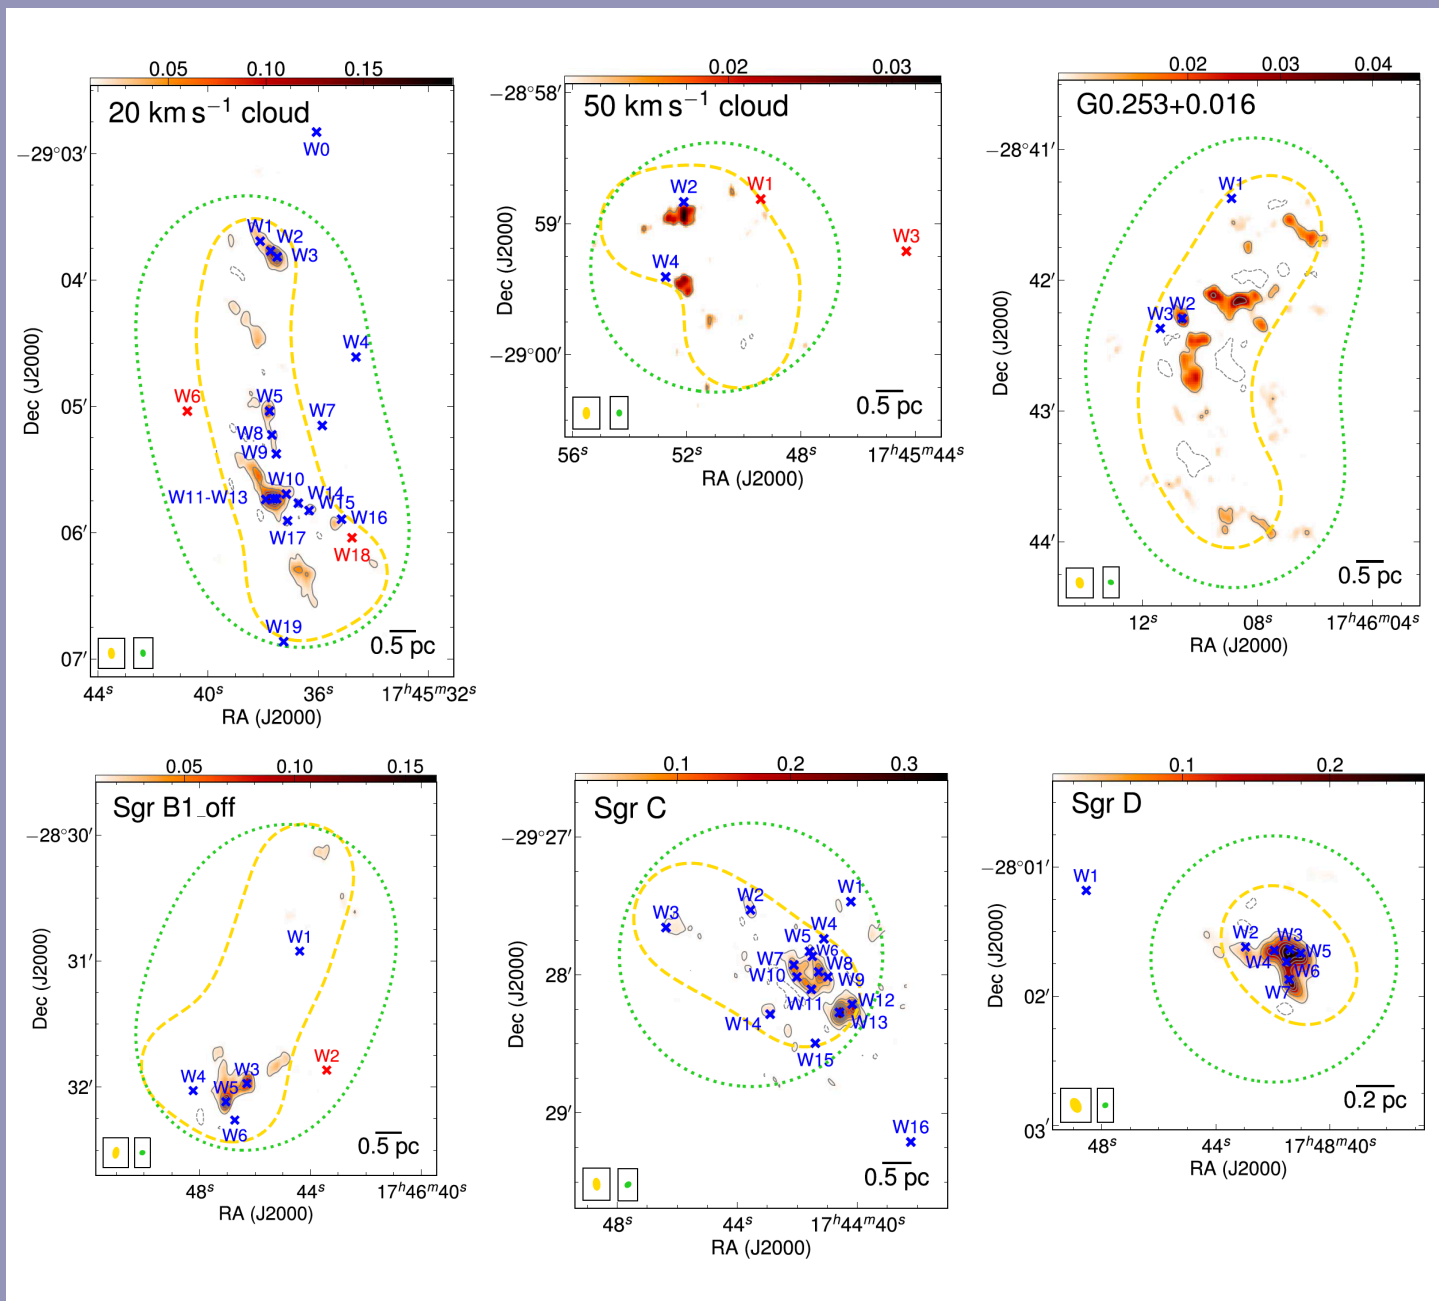 0.05 0.10 0.15
20 km s⁻¹ cloud
W0
W1
W2
W3
W4
W5
W6
W7
W8
W9
W10
W11-W13
W14
W15
W16
W17
W18
W19
0.5 pc
−29°03′
04′
05′
06′
07′
Dec (J2000)
44ˢ 40ˢ 36ˢ 17ʰ45ᵐ32ˢ
RA (J2000)
0.02 0.03
50 km s⁻¹ cloud
W1
W2
W3
W4
0.5 pc
−28°58′
59′
−29°00′
Dec (J2000)
56ˢ 52ˢ 48ˢ 17ʰ45ᵐ44ˢ
RA (J2000)
0.02 0.03 0.04
G0.253+0.016
W1
W2
W3
0.5 pc
−28°41′
42′
43′
44′
Dec (J2000)
12ˢ 08ˢ 17ʰ46ᵐ04ˢ
RA (J2000)
0.05 0.10 0.15
Sgr B1_off
W1
W2
W3
W4
W5
W6
0.5 pc
−28°30′
31′
32′
Dec (J2000)
48ˢ 44ˢ 17ʰ46ᵐ40ˢ
RA (J2000)
0.1 0.2 0.3
Sgr C
W1
W2
W3
W4
W5
W6
W7
W8
W10
W9
W11
W12
W13
W14
W15
W16
0.5 pc
−29°27′
28′
29′
Dec (J2000)
48ˢ 44ˢ 17ʰ44ᵐ40ˢ
RA (J2000)
0.1 0.2
Sgr D
W1
W2
W3
W4
W5
W6
W7
0.2 pc
−28°01′
02′
03′
Dec (J2000)
48ˢ 44ˢ 17ʰ48ᵐ40ˢ
RA (J2000)